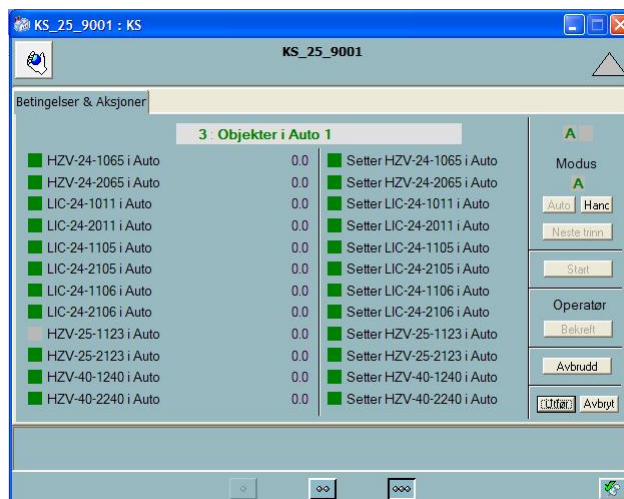 KS_25_9001 : KS
KS_25_9001
Betingelser & Aksjoner
3 : Objekter i Auto 1
HZV-24-1065 i Auto 0.0 Setter HZV-24-1065 i Auto
HZV-24-2065 i Auto 0.0 Setter HZV-24-2065 i Auto
LIC-24-1011 i Auto 0.0 Setter LIC-24-1011 i Auto
LIC-24-2011 i Auto 0.0 Setter LIC-24-2011 i Auto
LIC-24-1105 i Auto 0.0 Setter LIC-24-1105 i Auto
LIC-24-2105 i Auto 0.0 Setter LIC-24-2105 i Auto
LIC-24-1106 i Auto 0.0 Setter LIC-24-1106 i Auto
LIC-24-2106 i Auto 0.0 Setter LIC-24-2106 i Auto
HZV-25-1123 i Auto 0.0 Setter HZV-25-1123 i Auto
HZV-25-2123 i Auto 0.0 Setter HZV-25-2123 i Auto
HZV-40-1240 i Auto 0.0 Setter HZV-40-1240 i Auto
HZV-40-2240 i Auto 0.0 Setter HZV-40-2240 i Auto
A
Modus
A
Auto Hand
Neste trinn
Start
Operatør
Bekreft
Avbrudd
Utfør Avbryt